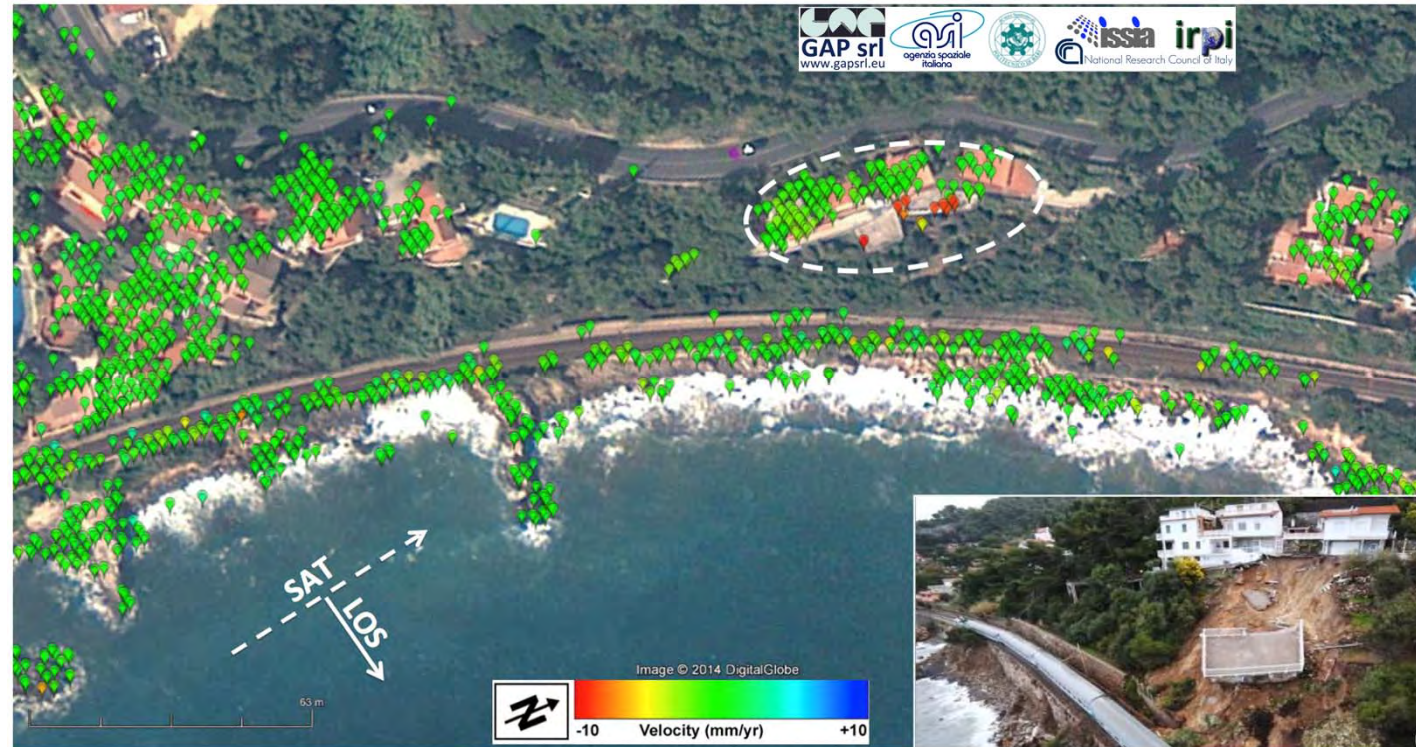 GAP srl
www.gapsrl.eu
asi
agenzia spaziale
italiana
issia
irpi
National Research Council of Italy
SAT
LOS
63 m
Image © 2014 DigitalGlobe
N
-10 Velocity (mm/yr) +10